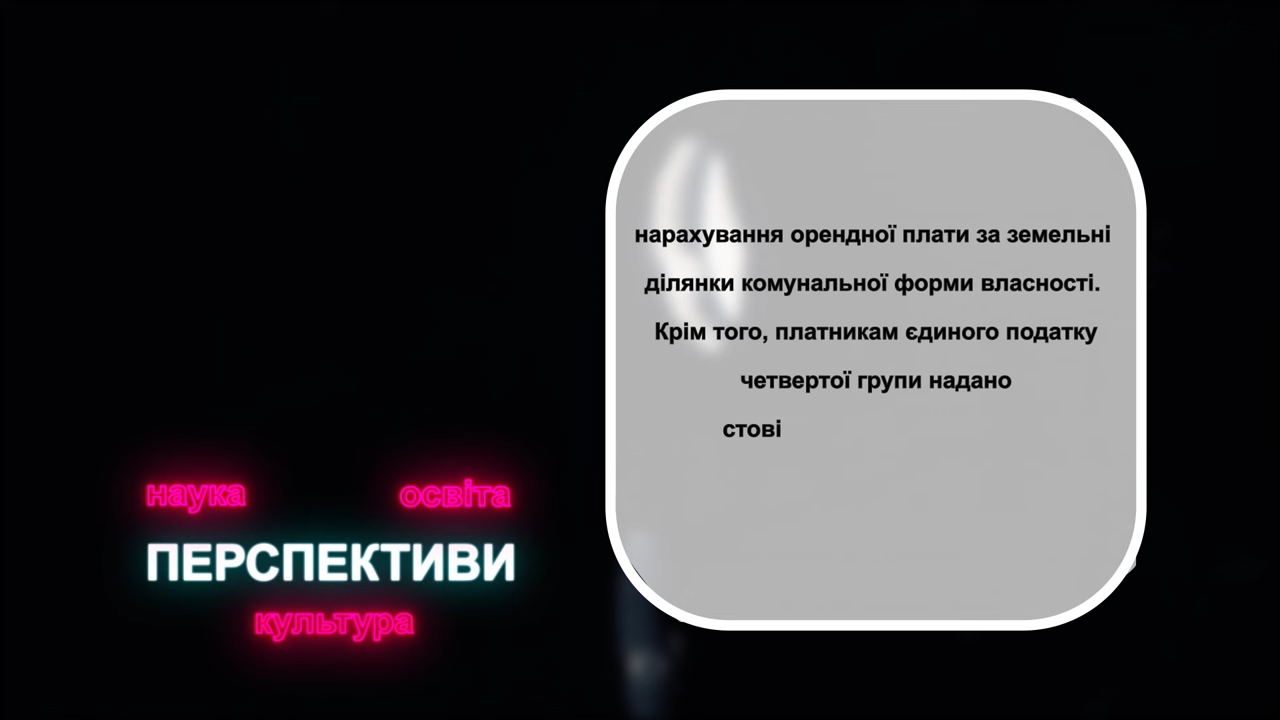 нарахування орендної плати за земельні
ділянки комунальної форми власності.
Крім того, платникам єдиного податку
четвертої групи надано
стові
наука
освіта
ПЕРСПЕКТИВИ
культура